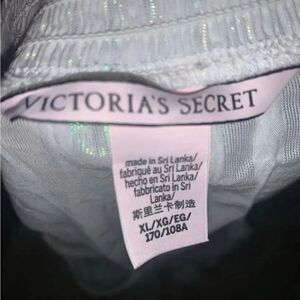 VICTORIA'S SECRET
made in Sri Lanka/
fabriqué au Sri Lanka/
hecho en Sri Lanka/
fabbricato in Sri
Lanka/
斯里兰卡制造
XL/XG/EG/
170/108A